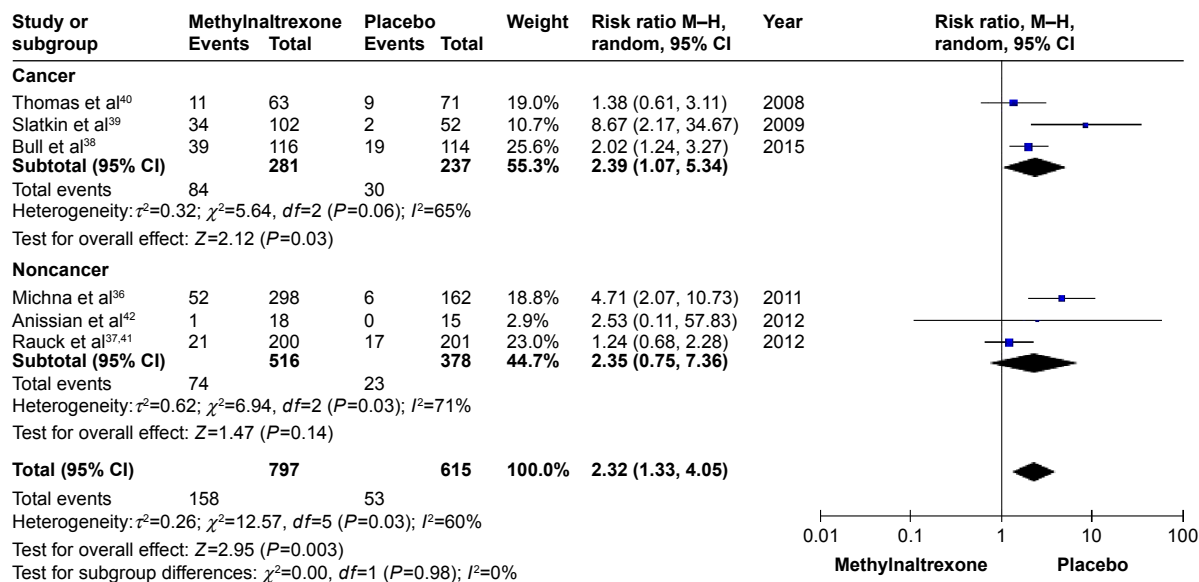 Study or subgroup Methylnaltrexone Events Total Placebo Events Total Weight Risk ratio M–H, random, 95% CI Year Risk ratio, M–H, random, 95% CI
Cancer
Thomas et al⁴⁰ 11 63 9 71 19.0% 1.38 (0.61, 3.11) 2008
Slatkin et al³⁹ 34 102 2 52 10.7% 8.67 (2.17, 34.67) 2009
Bull et al³⁸ 39 116 19 114 25.6% 2.02 (1.24, 3.27) 2015
Subtotal (95% CI) 281 237 55.3% 2.39 (1.07, 5.34)
Total events 84 30
Heterogeneity: τ²=0.32; χ²=5.64, df=2 (P=0.06); I²=65%
Test for overall effect: Z=2.12 (P=0.03)
Noncancer
Michna et al³⁶ 52 298 6 162 18.8% 4.71 (2.07, 10.73) 2011
Anissian et al⁴² 1 18 0 15 2.9% 2.53 (0.11, 57.83) 2012
Rauck et al³⁷,⁴¹ 21 200 17 201 23.0% 1.24 (0.68, 2.28) 2012
Subtotal (95% CI) 516 378 44.7% 2.35 (0.75, 7.36)
Total events 74 23
Heterogeneity: τ²=0.62; χ²=6.94, df=2 (P=0.03); I²=71%
Test for overall effect: Z=1.47 (P=0.14)
Total (95% CI) 797 615 100.0% 2.32 (1.33, 4.05)
Total events 158 53
Heterogeneity: τ²=0.26; χ²=12.57, df=5 (P=0.03); I²=60%
Test for overall effect: Z=2.95 (P=0.003)
Test for subgroup differences: χ²=0.00, df=1 (P=0.98); I²=0%
0.01 0.1 1 10 100
Methylnaltrexone Placebo